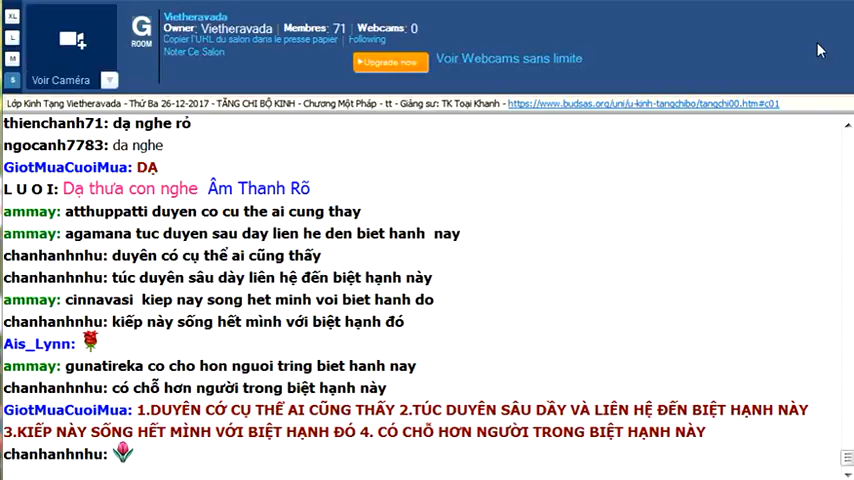 XL
L
M
S
Voir Caméra
G
ROOM
Vietheravada
Owner: Vietheravada Membres: 71 Webcams: 0
Copier l'URL du salon dans le presse papier | Following
Noter Ce Salon
Upgrade now
Voir Webcams sans limite
Lớp Kinh Tạng Vietheravada - Thứ Ba 26-12-2017 - TĂNG CHI BỘ KINH - Chương Một Pháp - tt - Giảng sư: TK Toại Khanh - https://www.budsas.org/uni/u-kinh-tangchibo/tangchi00.htm#c01
thienchanh71: dạ nghe rỏ
ngocanh7783: da nghe
GiotMuaCuoiMua: DẠ
L U O I: Dạ thưa con nghe Âm Thanh Rõ
ammay: atthuppatti duyen co cu the ai cung thay
ammay: agamana tuc duyen sau day lien he den biet hanh nay
chanhanhnhu: duyên có cụ thể ai cũng thấy
chanhanhnhu: túc duyên sâu dày liên hệ đến biệt hạnh này
ammay: cinnavasi kiep nay song het minh voi biet hanh do
chanhanhnhu: kiếp này sống hết mình với biệt hạnh đó
Ais_Lynn:
ammay: gunatireka co cho hon nguoi tring biet hanh nay
chanhanhnhu: có chỗ hơn người trong biệt hạnh này
GiotMuaCuoiMua: 1.DUYÊN CỚ CỤ THỂ AI CŨNG THẤY 2.TÚC DUYÊN SÂU DẦY VÀ LIÊN HỆ ĐẾN BIỆT HẠNH NÀY
3.KIẾP NÀY SỐNG HẾT MÌNH VỚI BIỆT HẠNH ĐÓ 4. CÓ CHỖ HƠN NGƯỜI TRONG BIỆT HẠNH NÀY
chanhanhnhu: